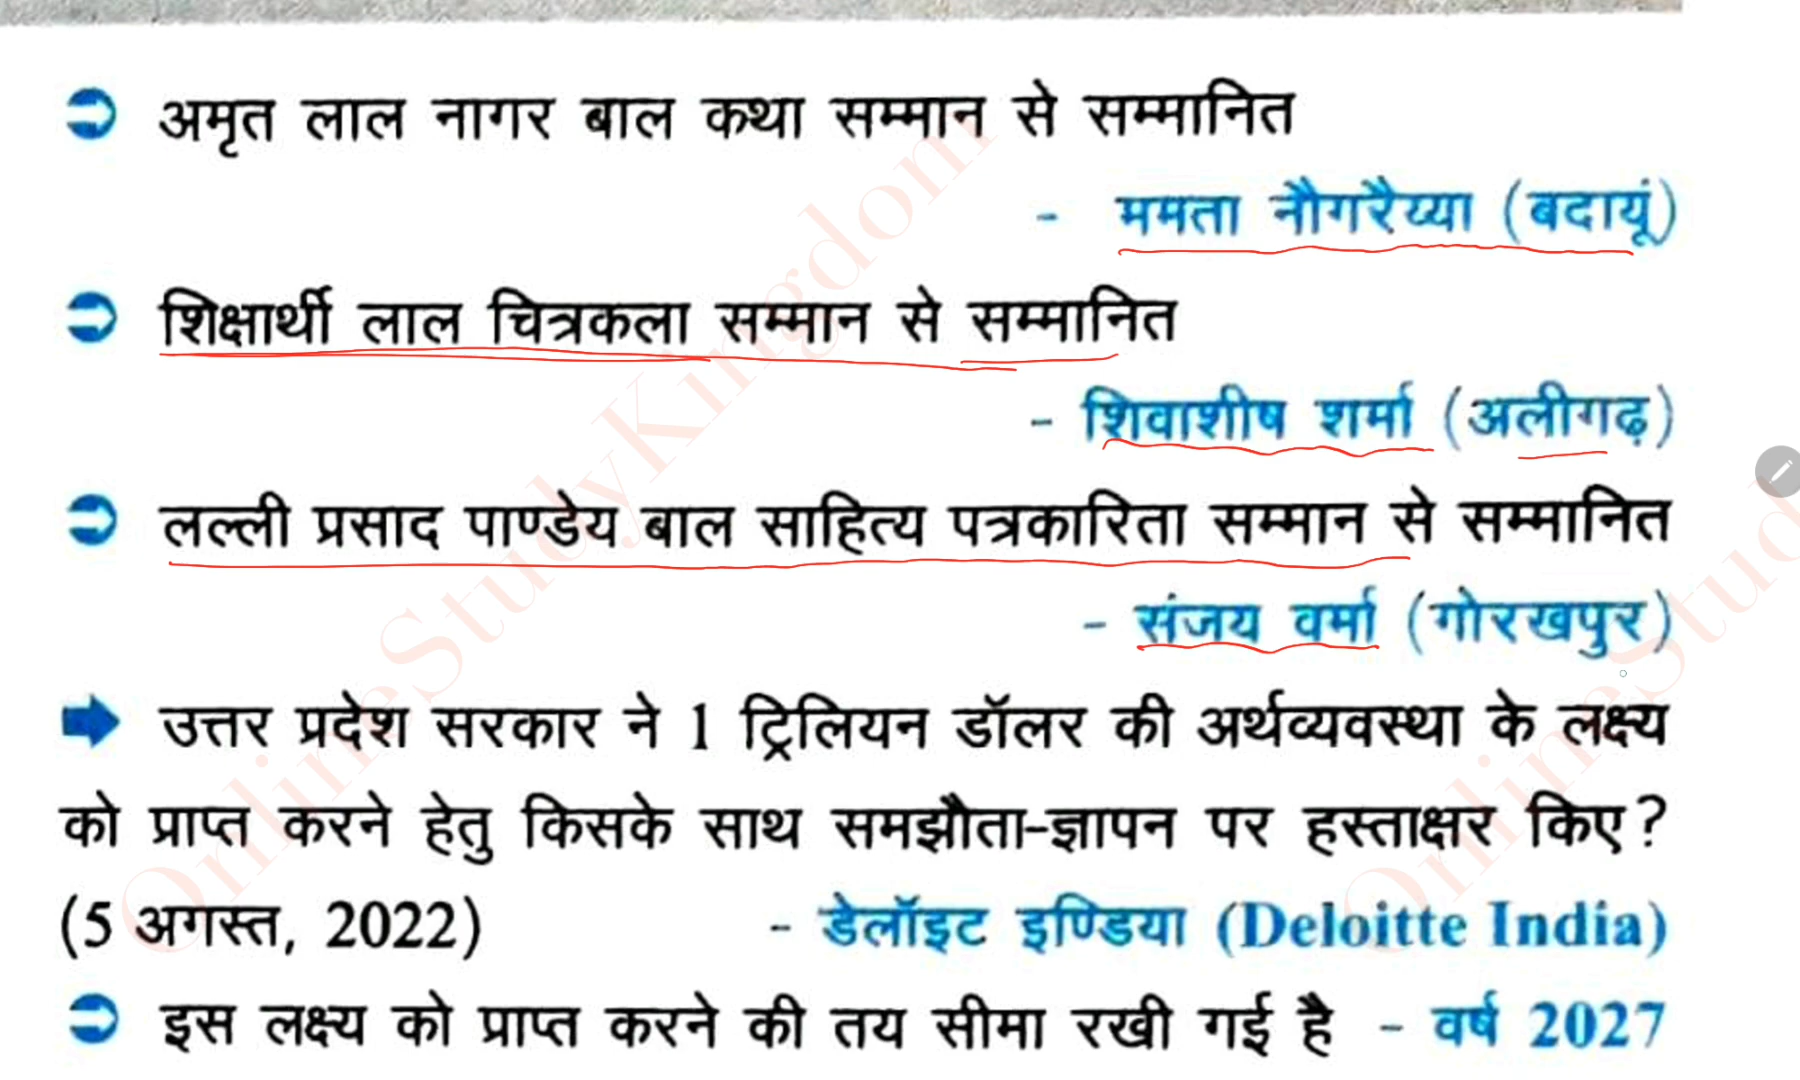 अमृत लाल नागर बाल कथा सम्मान से सम्मानित
- ममता नौगरैय्या (बदायूं)
शिक्षार्थी लाल चित्रकला सम्मान से सम्मानित
- शिवाशीष शर्मा (अलीगढ़)
लल्ली प्रसाद पाण्डेय बाल साहित्य पत्रकारिता सम्मान से सम्मानित
- संजय वर्मा (गोरखपुर)
उत्तर प्रदेश सरकार ने 1 ट्रिलियन डॉलर की अर्थव्यवस्था के लक्ष्य
को प्राप्त करने हेतु किसके साथ समझौता-ज्ञापन पर हस्ताक्षर किए?
(5 अगस्त, 2022) - डेलॉइट इण्डिया (Deloitte India)
इस लक्ष्य को प्राप्त करने की तय सीमा रखी गई है - वर्ष 2027
OnlineStudyKingdom
OnlineStud